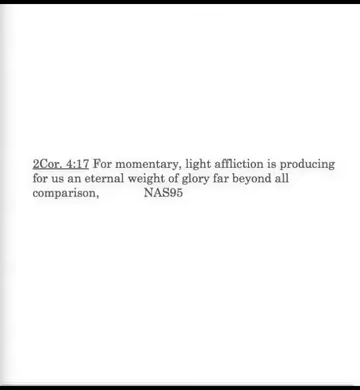 2Cor. 4:17 For momentary, light affliction is producing
for us an eternal weight of glory far beyond all
comparison, NAS95